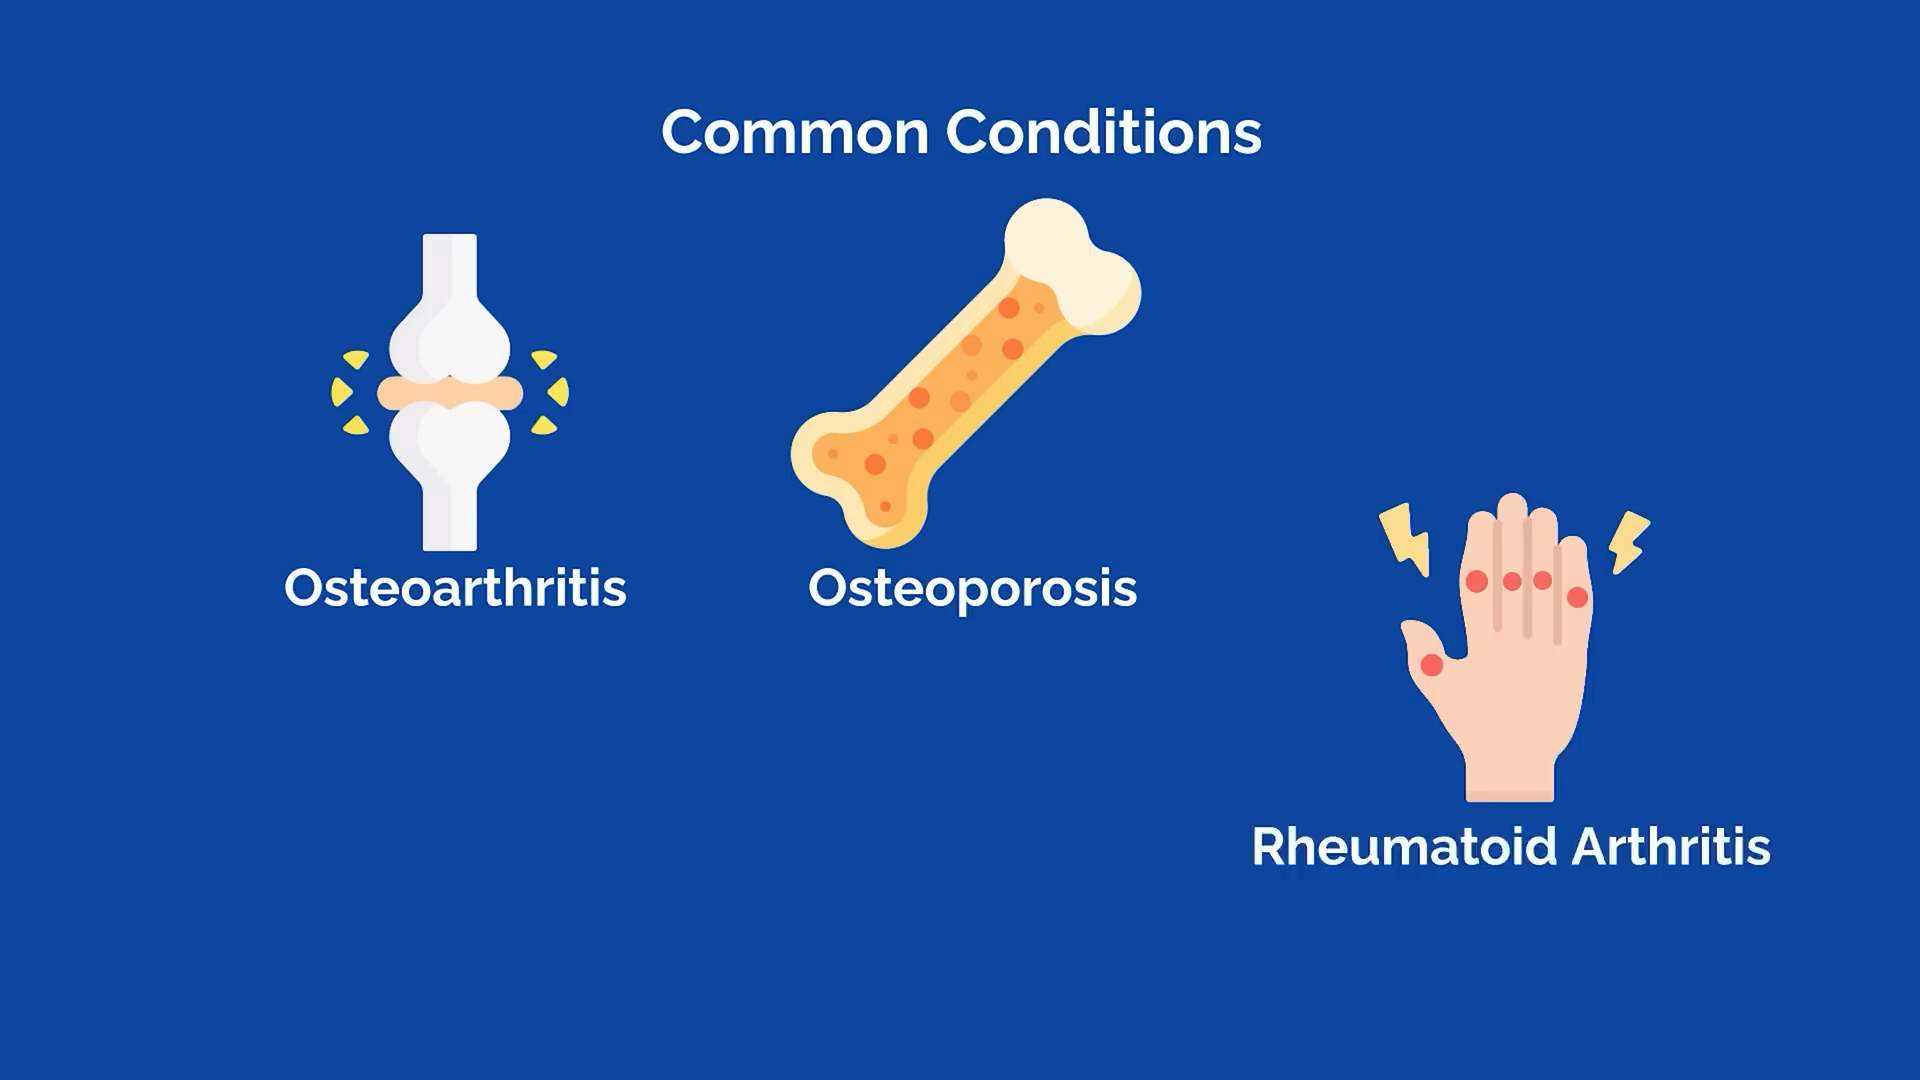 Common Conditions
Osteoarthritis
Osteoporosis
Rheumatoid Arthritis